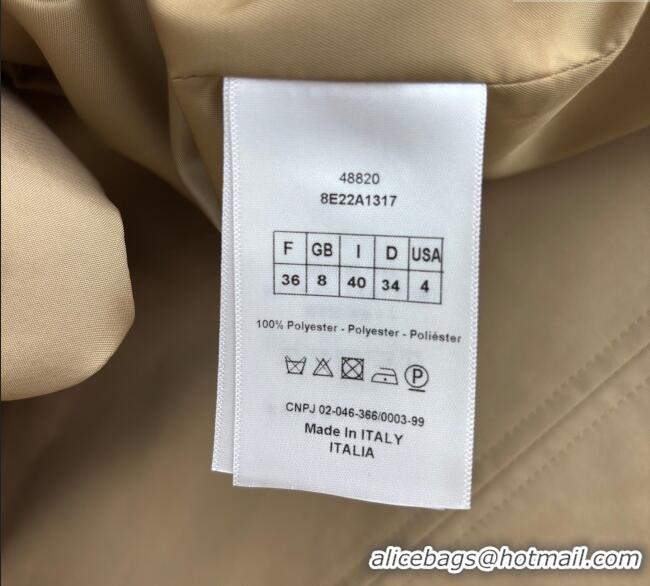 48820
8E22A1317
F GB I D USA
36 8 40 34 4
100% Polyester - Polyester - Poliéster
P
CNPJ 02-046-366/0003-99
Made In ITALY
ITALIA
alicebags@hotmail.com